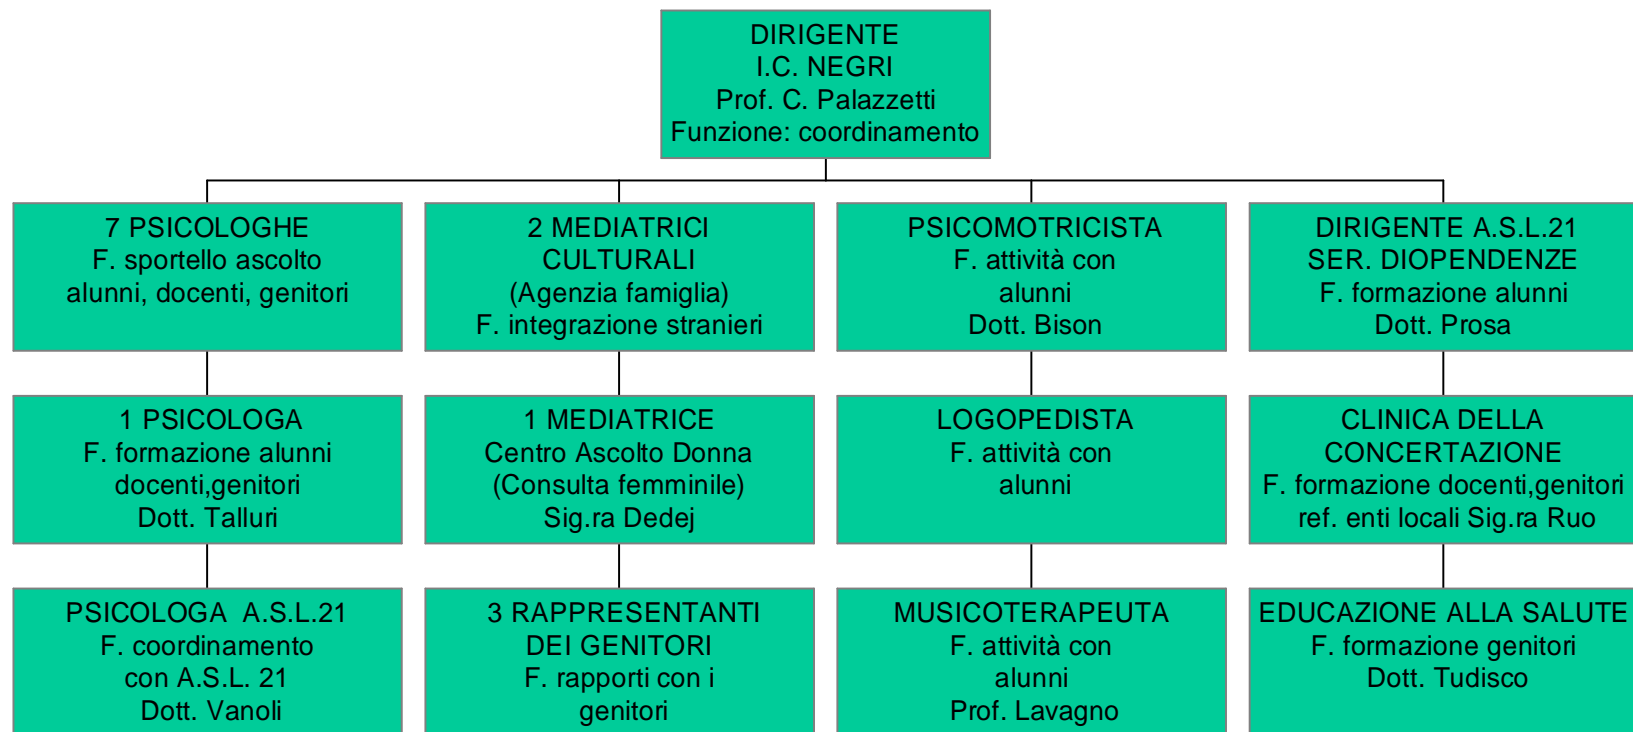 DIRIGENTE
I.C. NEGRI
Prof. C. Palazzetti
Funzione: coordinamento
7 PSICOLOGHE
F. sportello ascolto
alunni, docenti, genitori
2 MEDIATRICI
CULTURALI
(Agenzia famiglia)
F. integrazione stranieri
PSICOMOTRICISTA
F. attività con
alunni
Dott. Bison
DIRIGENTE A.S.L.21
SER. DIOPENDENZE
F. formazione alunni
Dott. Prosa
1 PSICOLOGA
F. formazione alunni
docenti,genitori
Dott. Talluri
1 MEDIATRICE
Centro Ascolto Donna
(Consulta femminile)
Sig.ra Dedej
LOGOPEDISTA
F. attività con
alunni
CLINICA DELLA
CONCERTAZIONE
F. formazione docenti,genitori
ref. enti locali Sig.ra Ruo
PSICOLOGA A.S.L.21
F. coordinamento
con A.S.L. 21
Dott. Vanoli
3 RAPPRESENTANTI
DEI GENITORI
F. rapporti con i
genitori
MUSICOTERAPEUTA
F. attività con
alunni
Prof. Lavagno
EDUCAZIONE ALLA SALUTE
F. formazione genitori
Dott. Tudisco